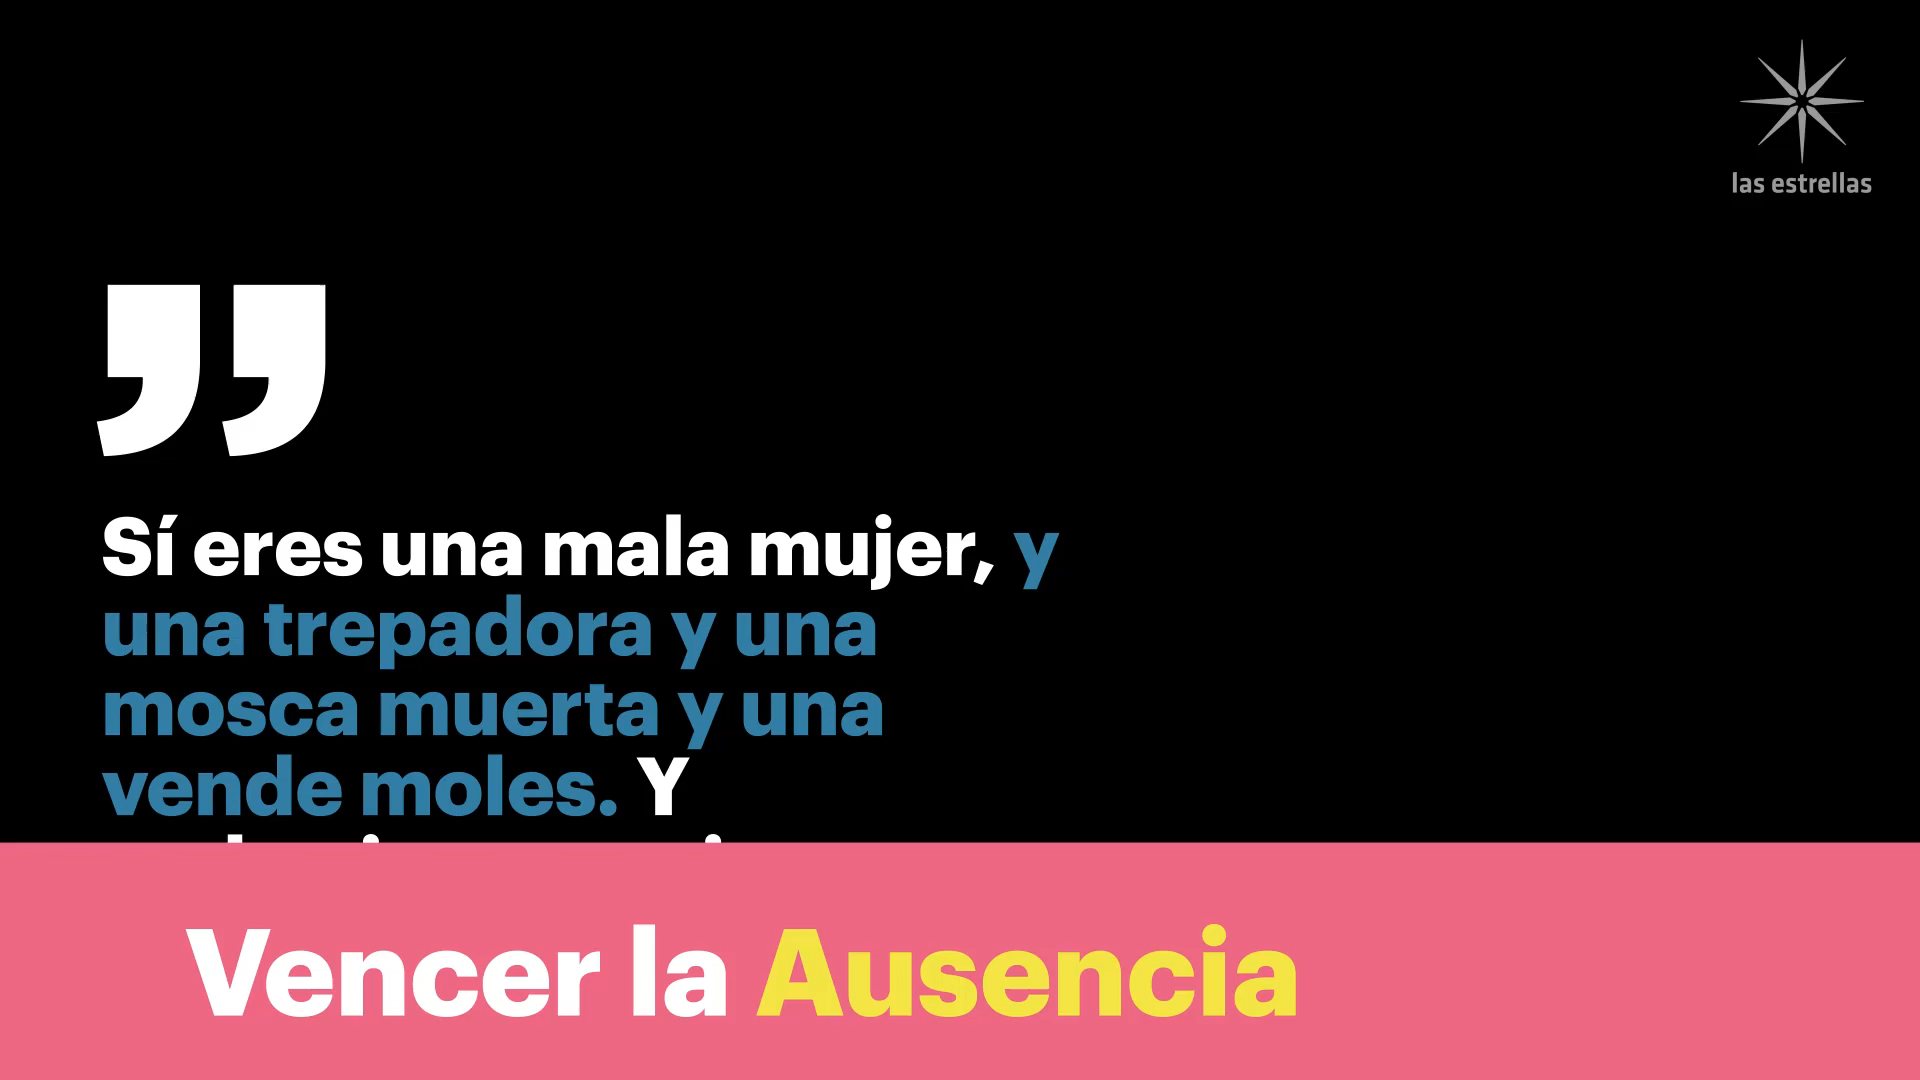 las estrellas
”
Sí eres una mala mujer, y
una trepadora y una
mosca muerta y una
vende moles. Y
Vencer la Ausencia